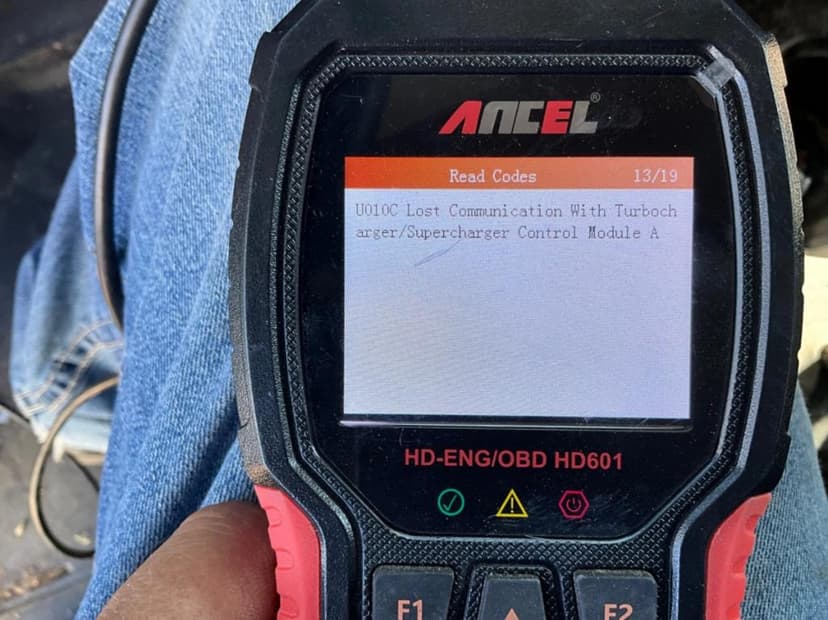 ANCEL®
Read Codes 13/19
U010C Lost Communication With Turboch
arger/Supercharger Control Module A
HD-ENG/OBD HD601
F1 F2